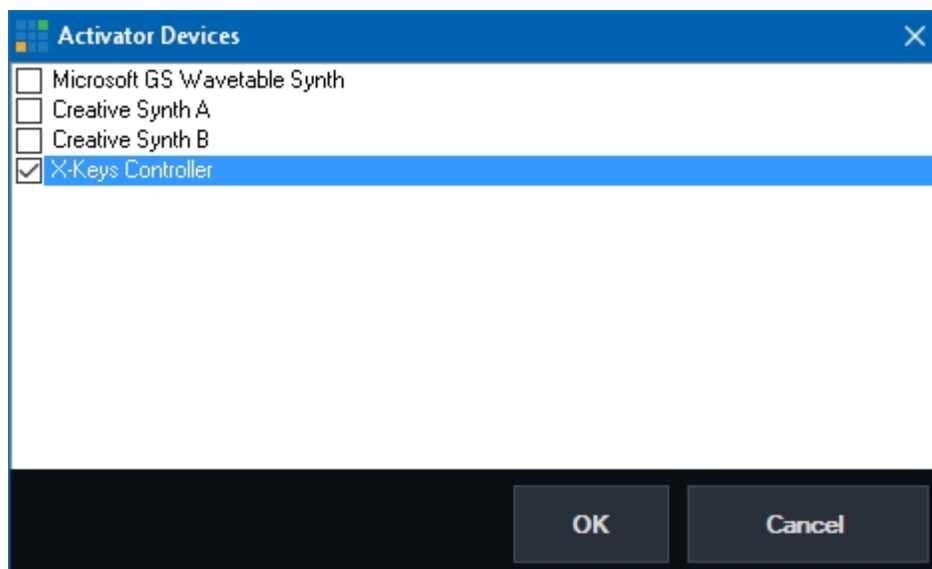 Activator Devices
Microsoft GS Wavetable Synth
Creative Synth A
Creative Synth B
X-Keys Controller
OK
Cancel